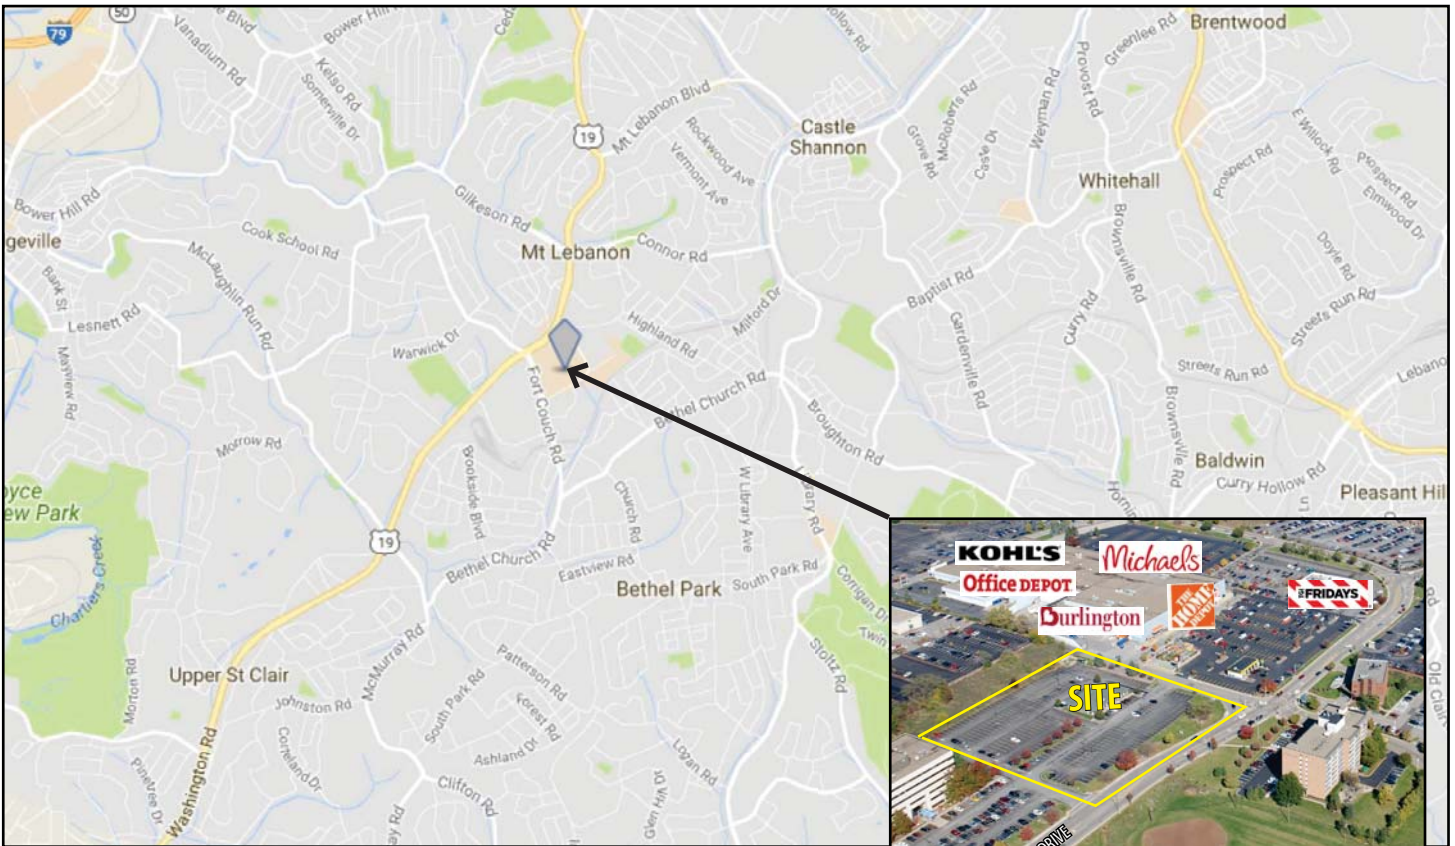 50
79
Vanadium Rd
Bower Hill
Kelso Rd
Somerville Dr
Brentwood
Greenlee Rd
Provost Rd
19
Mt Lebanon Blvd
Castle
Shannon
Rockwood Ave
Vermont Ave
Grove Rd
McRoberts Rd
Caste Dr
Weyman Rd
E Willock Rd
Prospect Rd
Prospect Rd
Elmwood Dr
Whitehall
Bower Hill Rd
geville
Gilkeson Rd
Cook School Rd
Mt Lebanon
Connor Rd
Brownsville Rd
Doyle Rd
McLaughlin Run Rd
Bank St
Lesnett Rd
Mayview Rd
Warwick Dr
Highland Rd
Milford Dr
Baptist Rd
Gardenville Rd
Curry Rd
Streets Run Rd
Streets Run Rd
Fort Couch Rd
Bethel Church Rd
Broughton Rd
Brownsville Rd
Morrow Rd
Brookside Blvd
Church Rd
W Library Ave
Library Rd
Baldwin
Curry Hollow Rd
Pleasant Hil
oyce
ew Park
19
Chartiers Creek
Bethel Church Rd
Eastview Rd
Bethel Park
South Park Rd
Corrigan Dr
Twin
Stoltz Rd
Upper St Clair
McMurray Rd
Morton Rd
Johnston Rd
South Park Rd
Patterson Rd
Forest Rd
Ashland Dr
Logan Rd
Washington Rd
Pinetree Dr
Corteland Dr
Clifton Rd
ay Rd
Old Clair
KOHL'S
Michaels
Office DEPOT
Burlington
THE
HOME
DEPOT
FRIDAYS
SITE
DRIVE